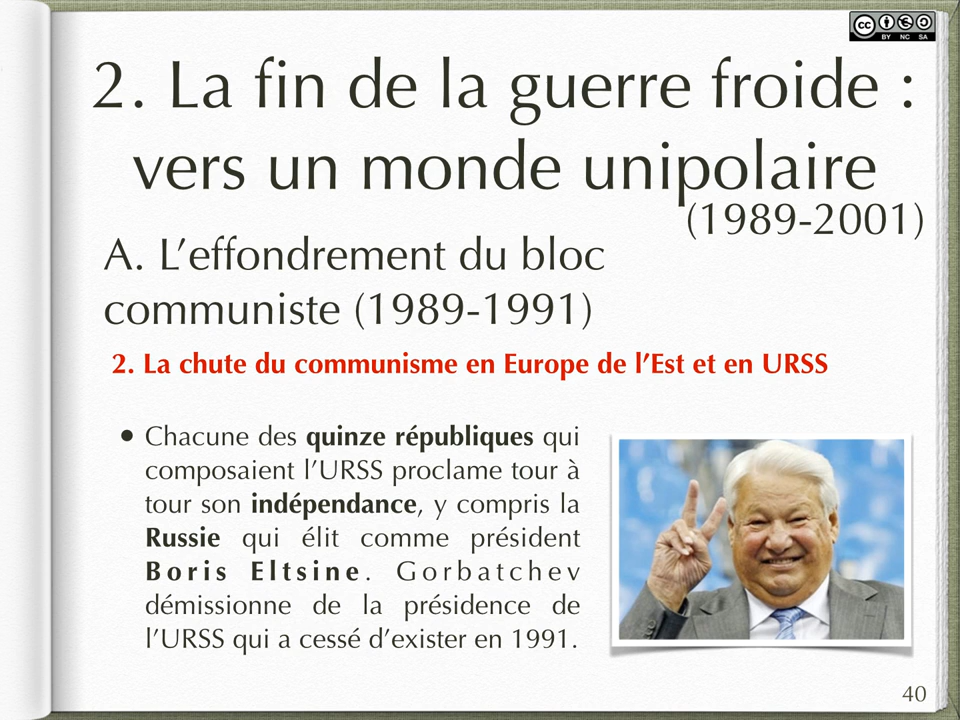 BY NC SA
2. La fin de la guerre froide :
vers un monde unipolaire
(1989-2001)
A. L’effondrement du bloc
communiste (1989-1991)
2. La chute du communisme en Europe de l’Est et en URSS
• Chacune des quinze républiques qui
composaient l’URSS proclame tour à
tour son indépendance, y compris la
Russie qui élit comme président
Boris Eltsine. Gorbatchev
démissionne de la présidence de
l’URSS qui a cessé d’exister en 1991.
40